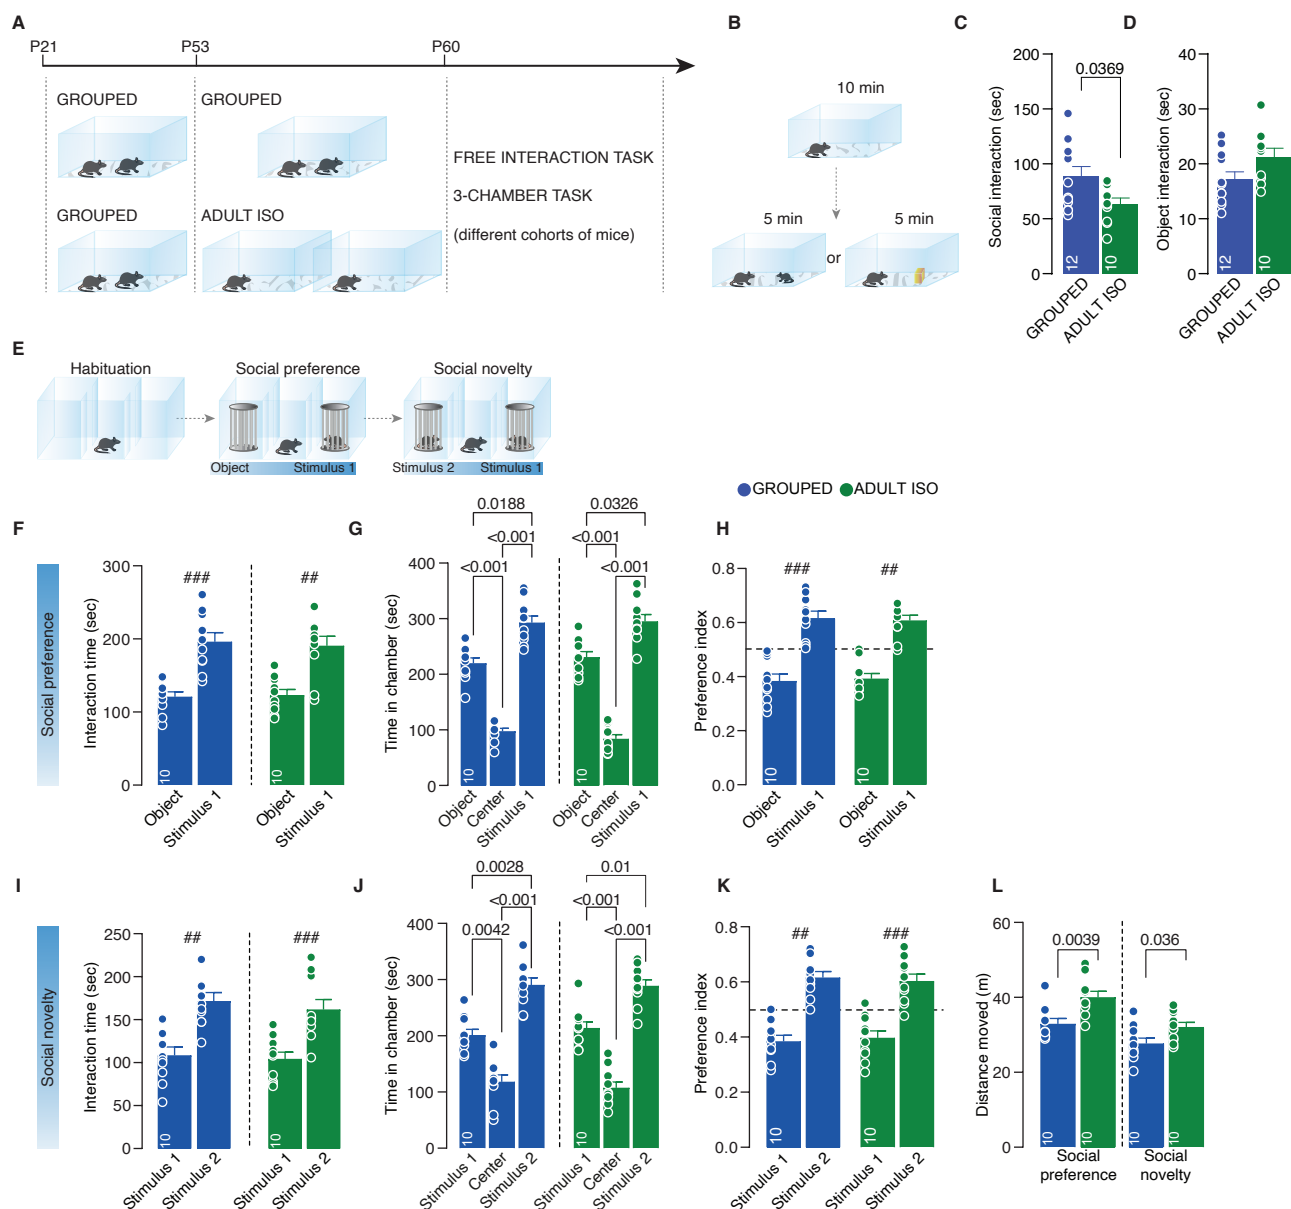 A
P21
P53
P60
GROUPED
GROUPED
GROUPED
ADULT ISO
FREE INTERACTION TASK
3-CHAMBER TASK
(different cohorts of mice)
B
10 min
5 min
or
5 min
C
Social interaction (sec)
200
150
100
50
0
0.0369
12
10
GROUPED
ADULT ISO
D
Object interaction (sec)
40
30
20
10
0
12
10
GROUPED
ADULT ISO
E
Habituation
Social preference
Social novelty
Object
Stimulus 1
Stimulus 2
Stimulus 1
GROUPED
ADULT ISO
Social preference
F
Interaction time (sec)
300
200
100
0
###
##
10
10
Object
Stimulus 1
Object
Stimulus 1
G
Time in chamber (sec)
400
300
200
100
0
0.0188
<0.001
<0.001
0.0326
<0.001
<0.001
10
10
Object
Center
Stimulus 1
Object
Center
Stimulus 1
H
Preference index
0.8
0.6
0.4
0.2
0.0
###
##
10
10
Object
Stimulus 1
Object
Stimulus 1
Social novelty
I
Interaction time (sec)
250
200
150
100
50
0
##
###
10
10
Stimulus 1
Stimulus 2
Stimulus 1
Stimulus 2
J
Time in chamber (sec)
400
300
200
100
0
0.0028
<0.001
0.0042
0.01
<0.001
<0.001
10
10
Stimulus 1
Center
Stimulus 2
Stimulus 1
Center
Stimulus 2
K
Preference index
0.8
0.6
0.4
0.2
0.0
##
###
10
10
Stimulus 1
Stimulus 2
Stimulus 1
Stimulus 2
L
Distance moved (m)
60
40
20
0
0.0039
0.036
10
10
10
10
Social
preference
Social
novelty